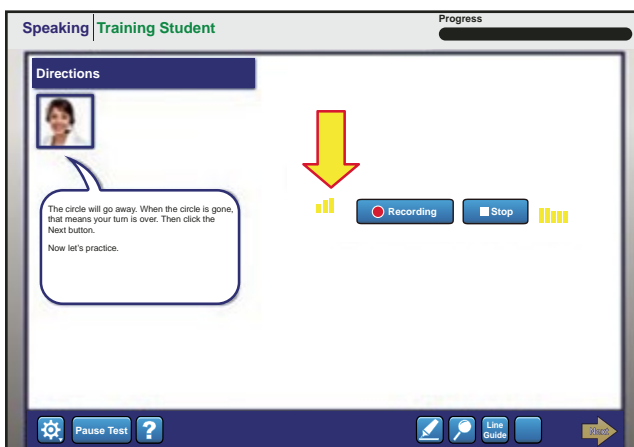 Speaking Training Student
Progress
Directions
The circle will go away. When the circle is gone,
that means your turn is over. Then click the
Next button.
Now let's practice.
Recording
Stop
Pause Test
?
Line
Guide
Next